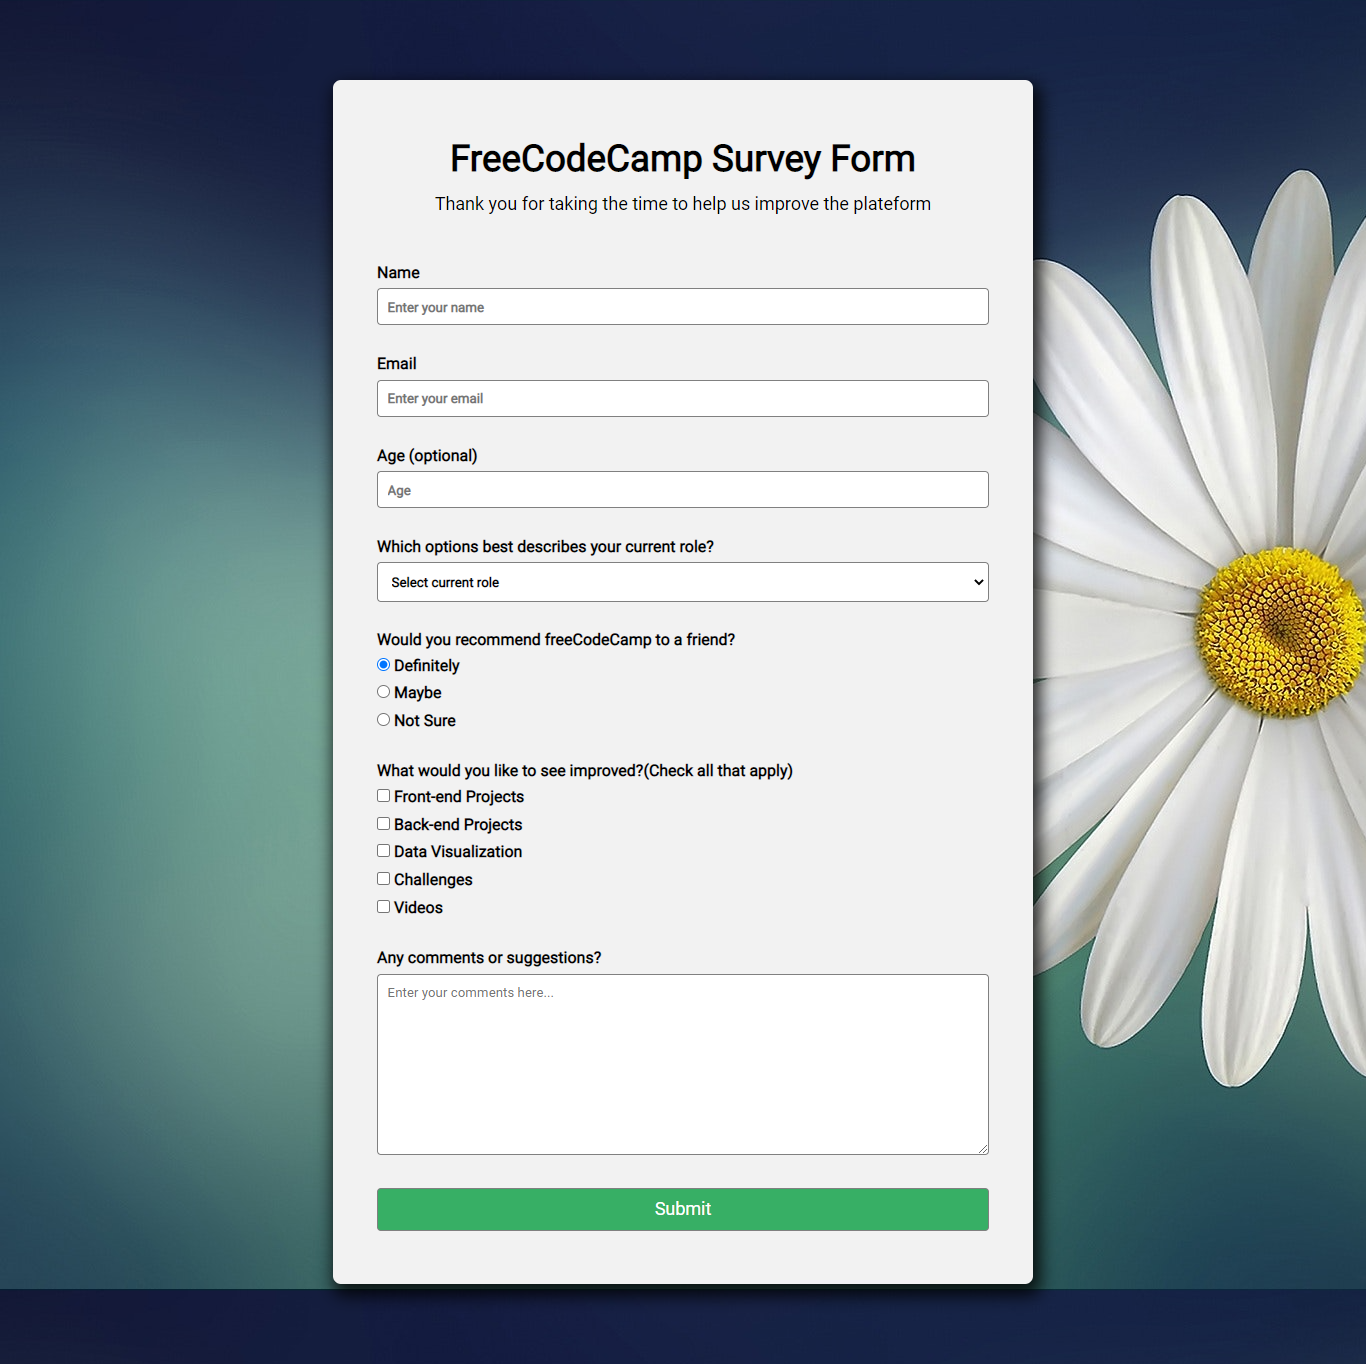 FreeCodeCamp Survey Form
Thank you for taking the time to help us improve the plateform
Name
Enter your name
Email
Enter your email
Age (optional)
Age
Which options best describes your current role?
Select current role
Would you recommend freeCodeCamp to a friend?
Definitely
Maybe
Not Sure
What would you like to see improved?(Check all that apply)
Front-end Projects
Back-end Projects
Data Visualization
Challenges
Videos
Any comments or suggestions?
Enter your comments here...
Submit